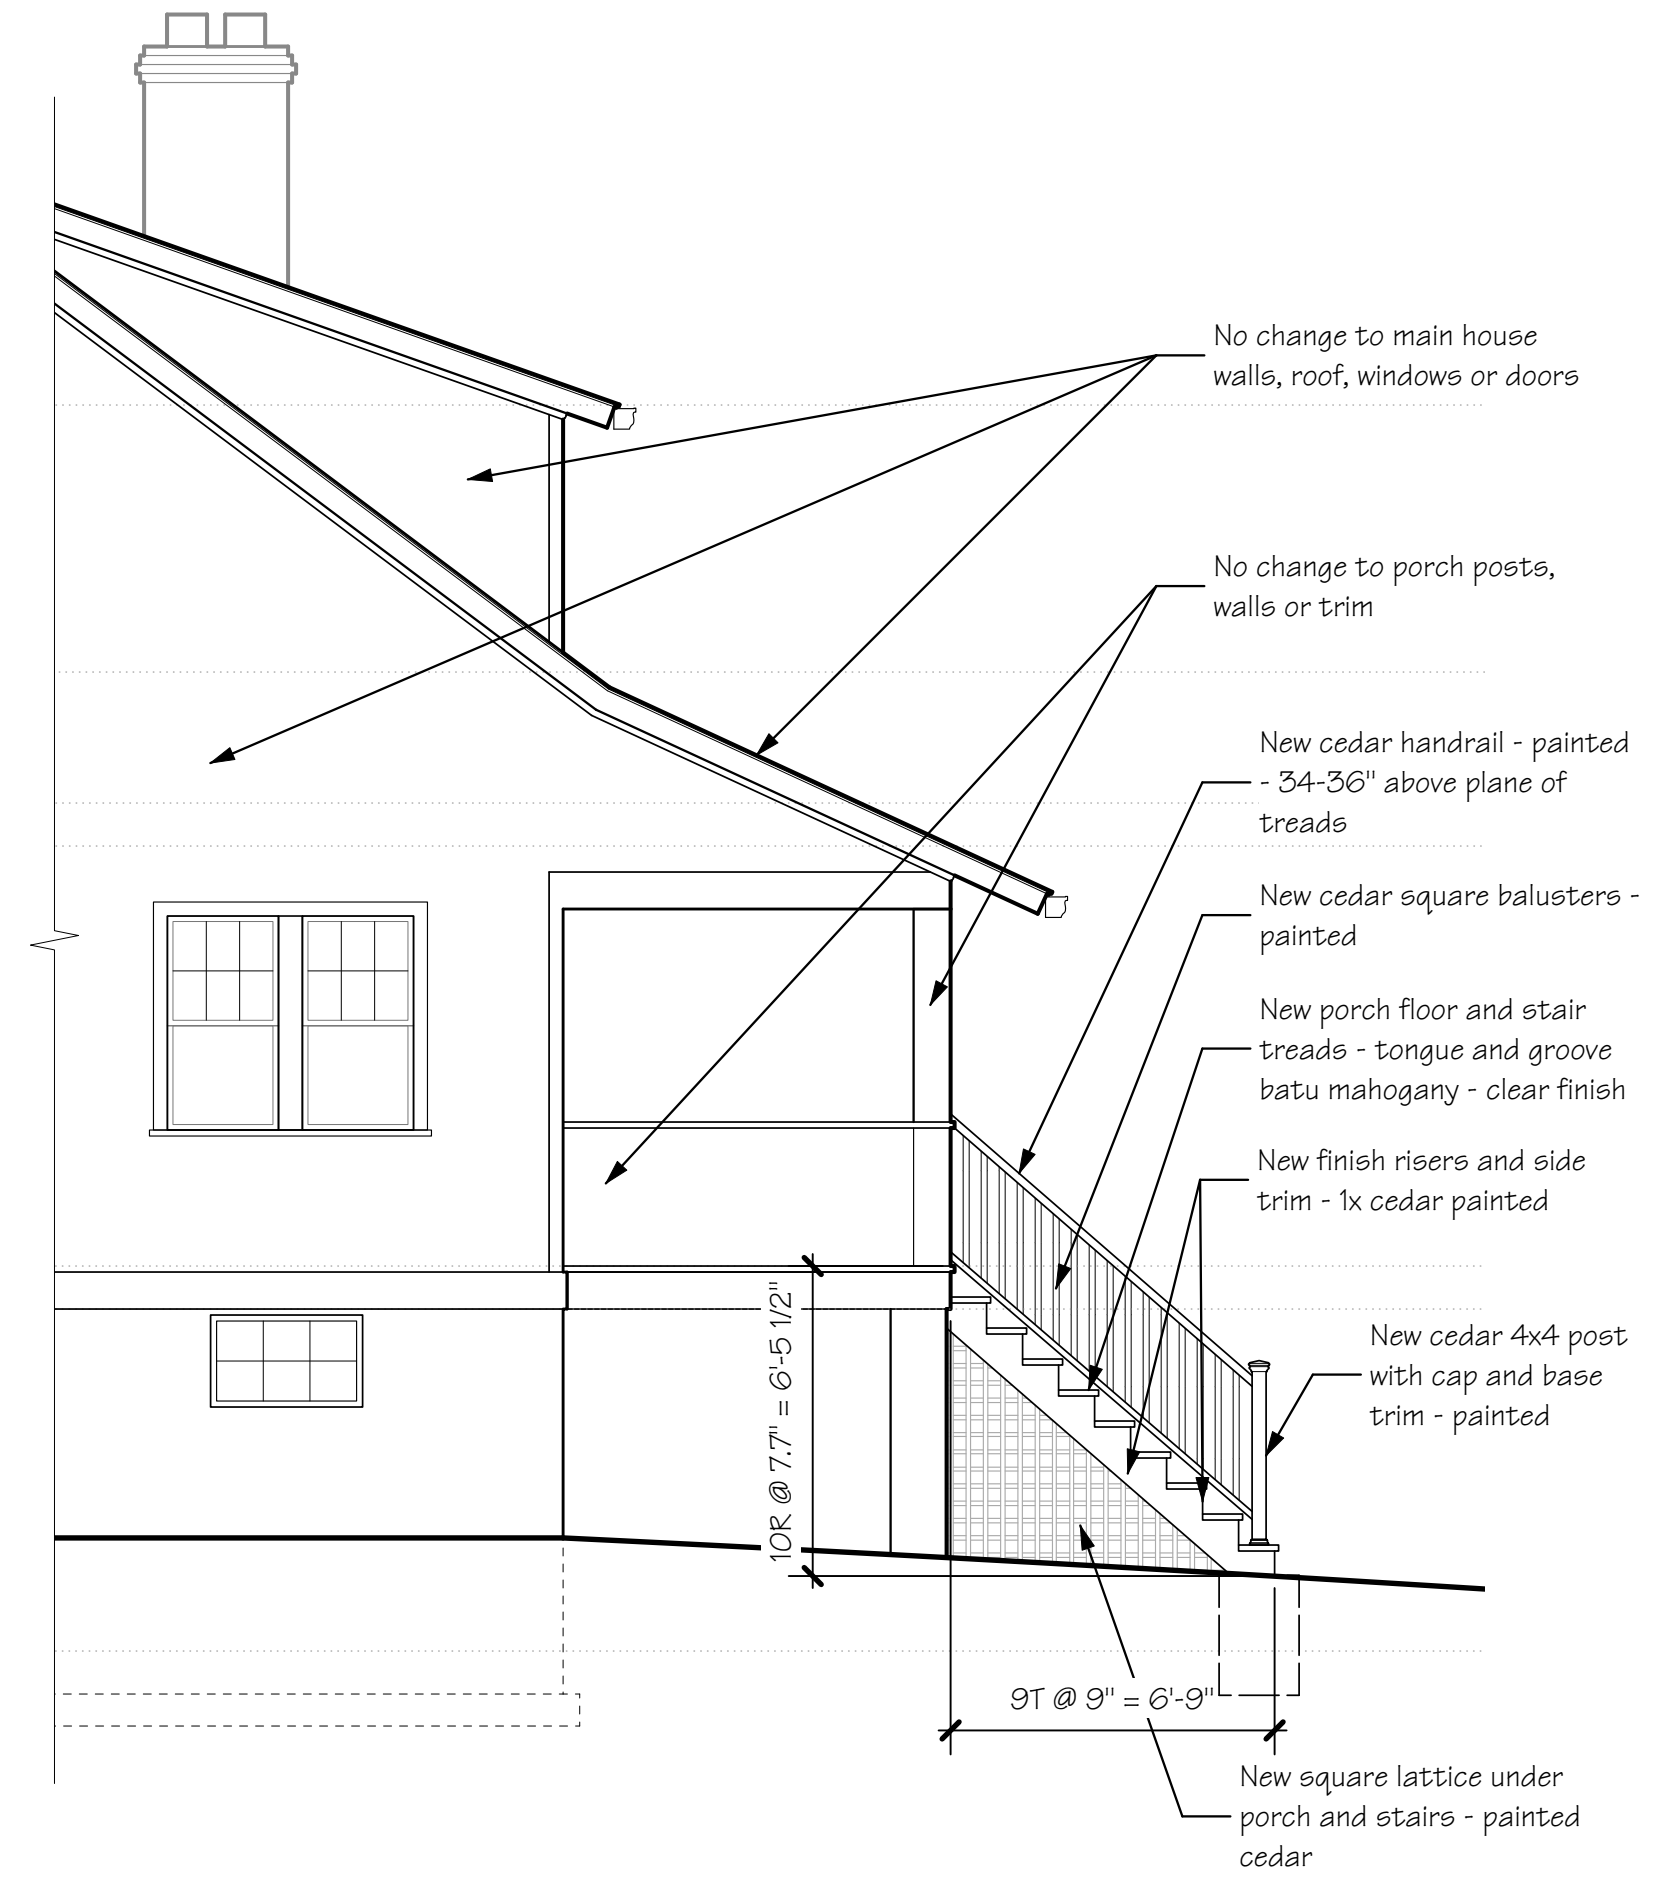 No change to main house
walls, roof, windows or doors
No change to porch posts,
walls or trim
New cedar handrail - painted
- 34-36" above plane of
treads
New cedar square balusters -
painted
New porch floor and stair
treads - tongue and groove
batu mahogany - clear finish
New finish risers and side
trim - 1x cedar painted
New cedar 4x4 post
with cap and base
trim - painted
10R @ 7.7" = 6'-5 1/2"
9T @ 9" = 6'-9"
New square lattice under
porch and stairs - painted
cedar